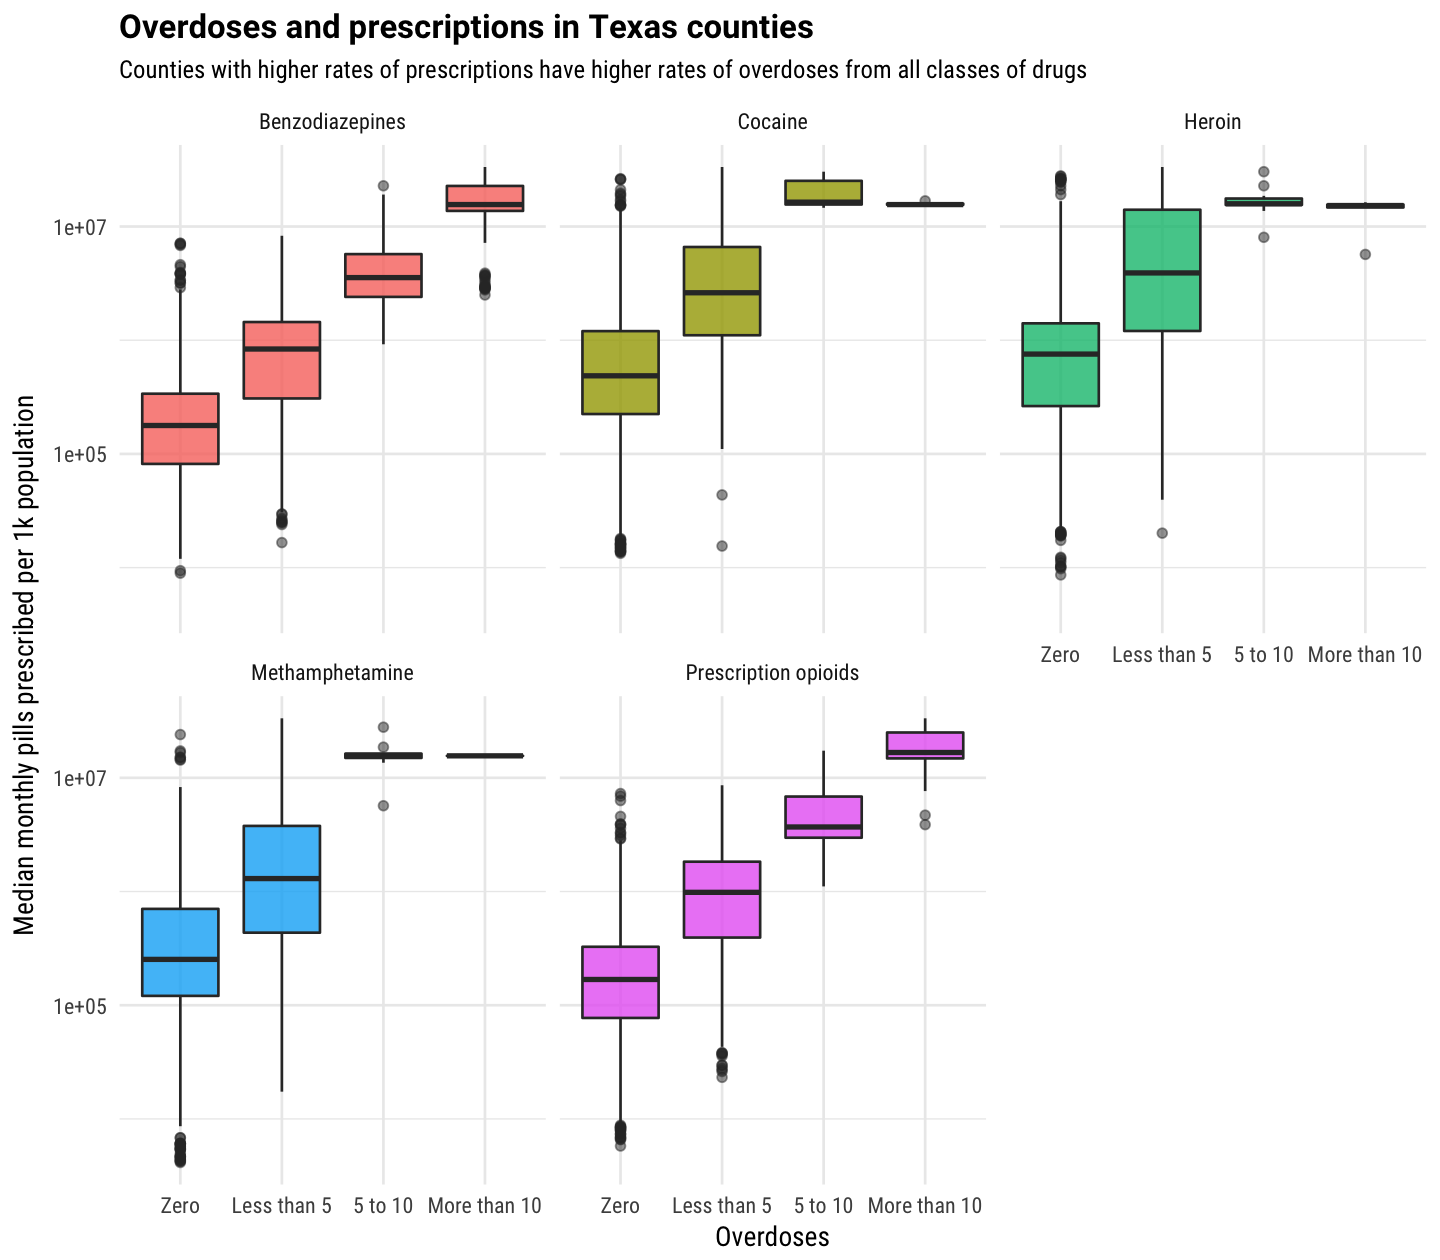 Overdoses and prescriptions in Texas counties
Counties with higher rates of prescriptions have higher rates of overdoses from all classes of drugs
Benzodiazepines
Cocaine
Heroin
1e+07
1e+05
Zero
Less than 5
5 to 10
More than 10
Methamphetamine
Prescription opioids
1e+07
1e+05
Zero
Less than 5
5 to 10
More than 10
Zero
Less than 5
5 to 10
More than 10
Overdoses
Median monthly pills prescribed per 1k population